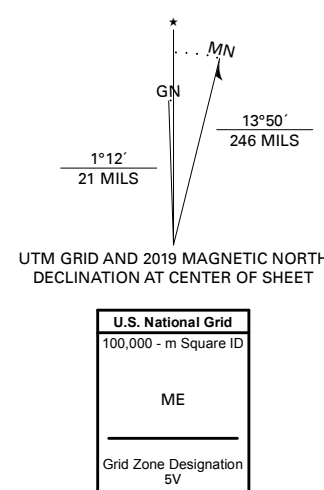 ★
MN
GN
13°50´
246 MILS
1°12´
21 MILS
UTM GRID AND 2019 MAGNETIC NORTH
DECLINATION AT CENTER OF SHEET
U.S. National Grid
100,000 - m Square ID
ME
Grid Zone Designation
5V